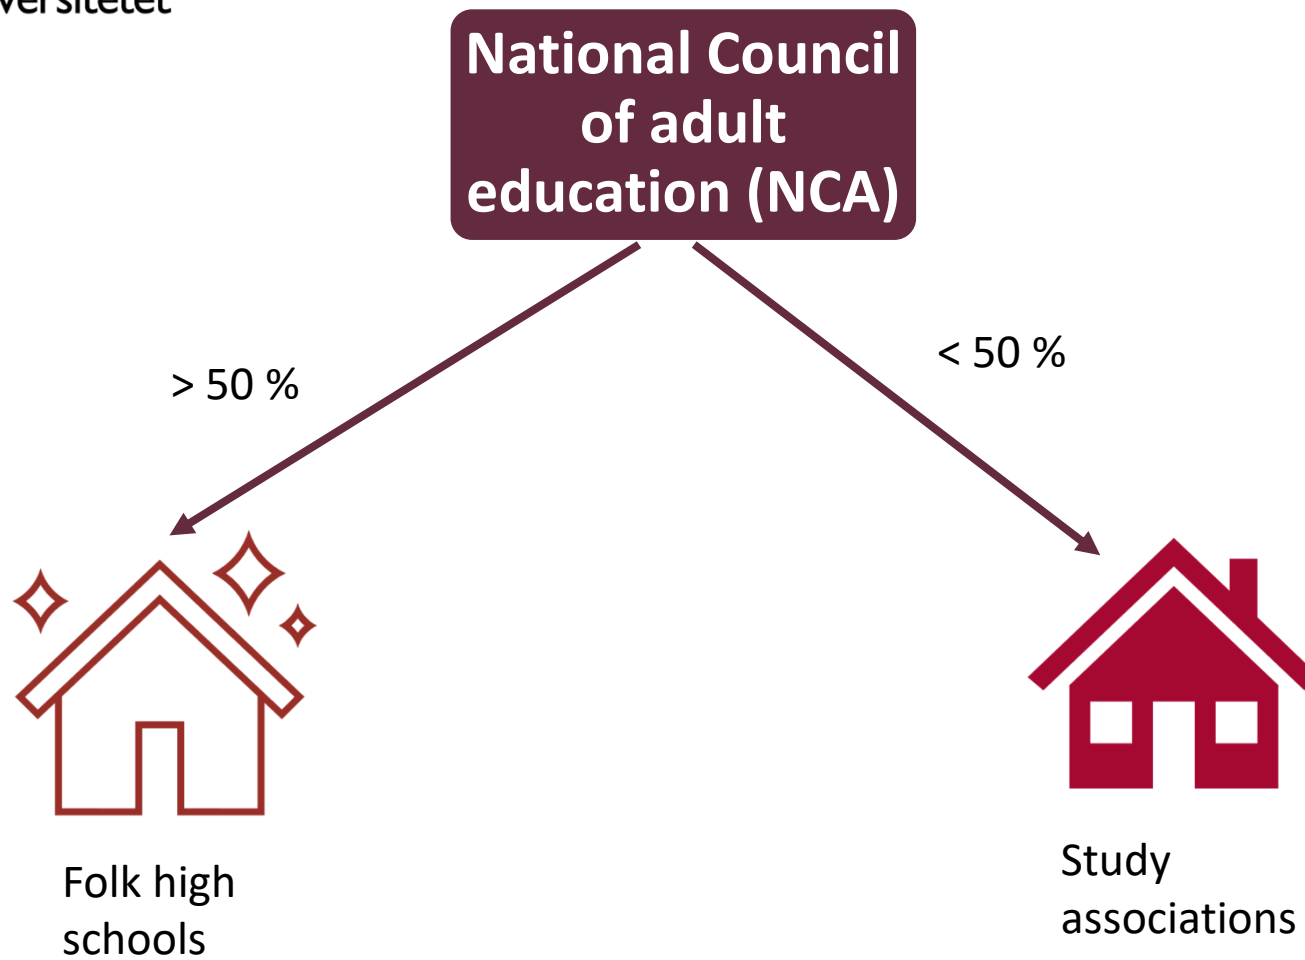 National Council
of adult
education (NCA)
> 50 %
< 50 %
Folk high
schools
Study
associations